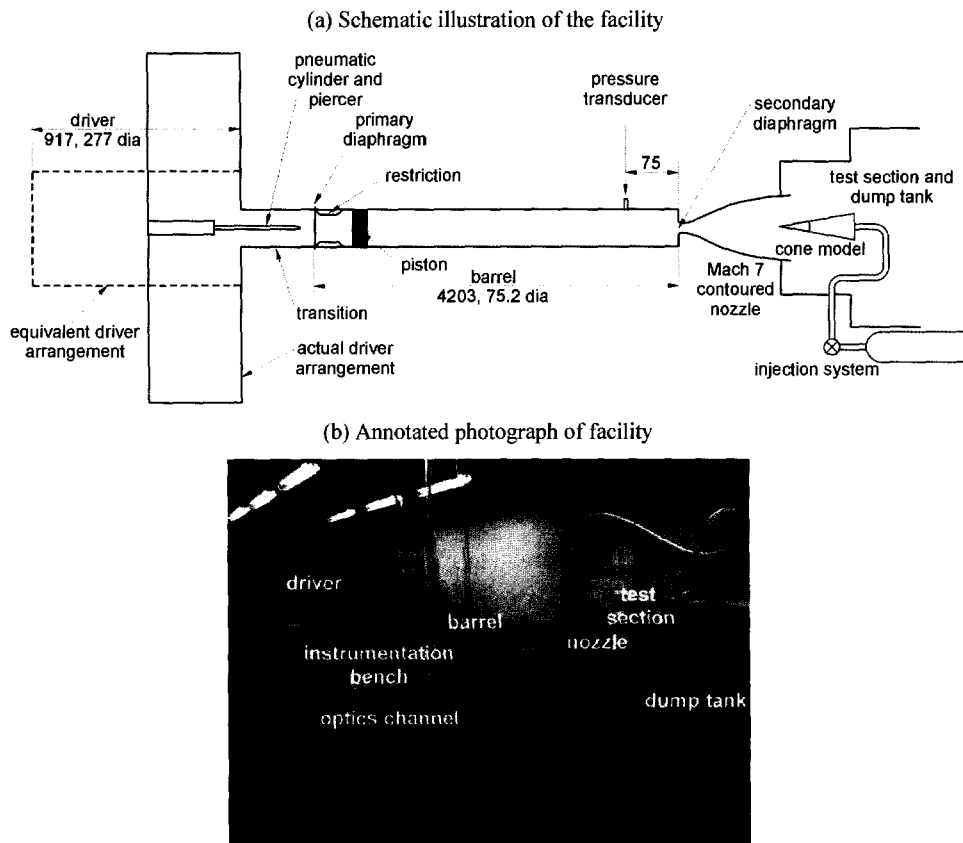 (a) Schematic illustration of the facility
pneumatic
cylinder and
piercer
driver
917, 277 dia
primary
diaphragm
restriction
pressure
transducer
secondary
diaphragm
75
test section and
dump tank
piston
barrel
4203, 75.2 dia
cone model
Mach 7
contoured
nozzle
transition
equivalent driver
arrangement
actual driver
arrangement
injection system
(b) Annotated photograph of facility
driver
barrel
test
section
nozzle
instrumentation
bench
dump tank
optics channel